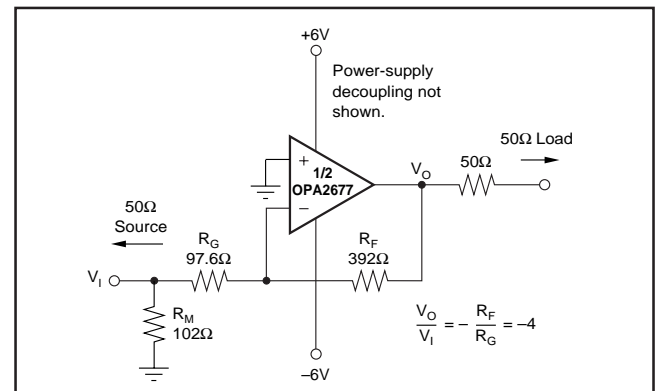 +6V
Power-supply
decoupling not
shown.
50Ω Load
+
1/2
OPA2677
−
V_O
50Ω
50Ω
Source
R_G
97.6Ω
R_F
392Ω
V_I
R_M
102Ω
V_O/V_I = − R_F/R_G = −4
−6V